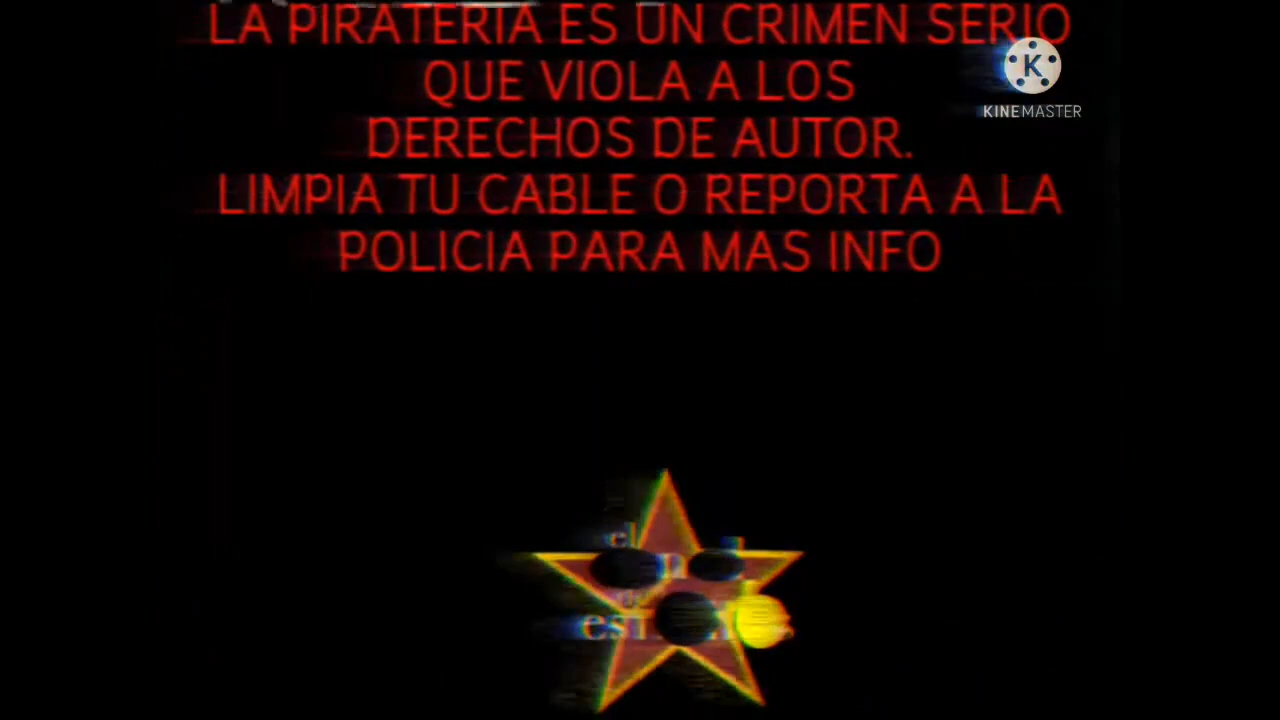 LA PIRATERIA ES UN CRIMEN SERIO
QUE VIOLA A LOS
DERECHOS DE AUTOR.
LIMPIA TU CABLE O REPORTA A LA
POLICIA PARA MAS INFO
K
KINEMASTER
el